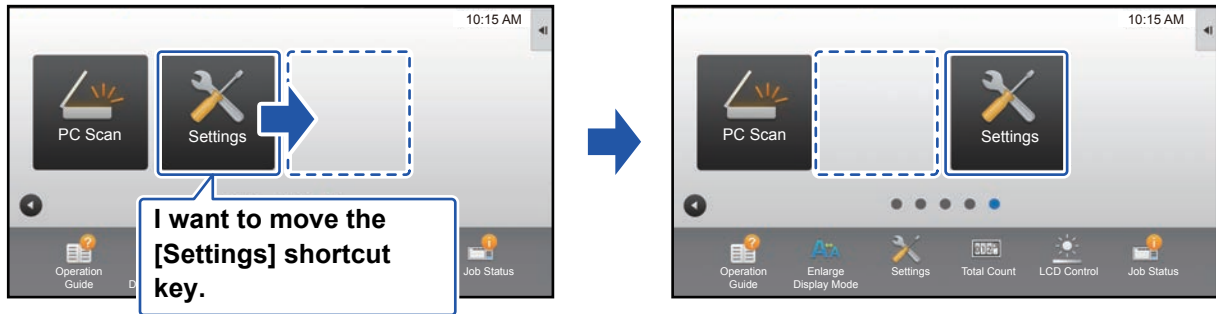 10:15 AM
PC Scan
Settings
I want to move the
[Settings] shortcut
key.
Operation
Guide
D
Job Status
10:15 AM
PC Scan
Settings
Operation
Guide
Enlarge
Display Mode
Settings
Total Count
LCD Control
Job Status